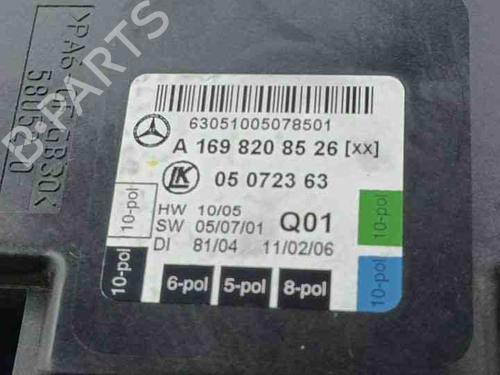 63051005078501
A 169 820 85 26 [xx]
LK 05 0723 63
HW 10/05
SW 05/07/01 Q01
DI 81/04 11/02/06
10-pol
10-pol
6-pol 5-pol 8-pol
10-pol
10-pol
B-PARTS